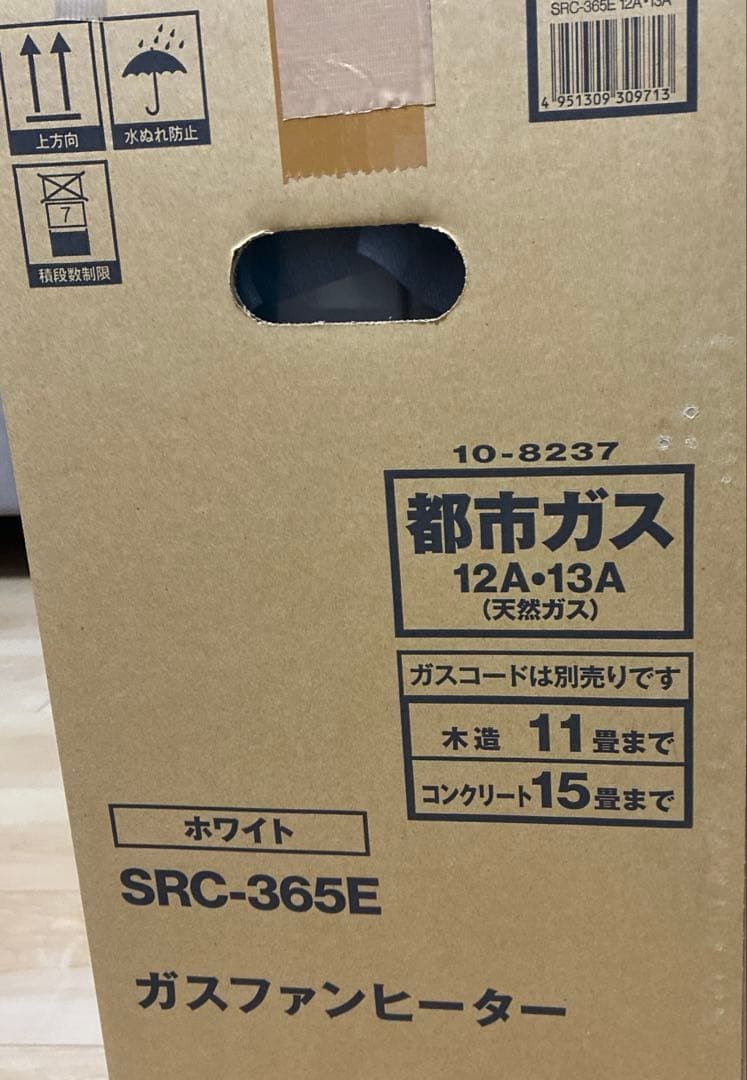 上方向
水ぬれ防止
7
積段数制限
SRC-365E 12A・13A
4 951309 309713
10-8237
都市ガス
12A・13A
(天然ガス)
ガスコードは別売りです
木造 11畳まで
コンクリート15畳まで
ホワイト
SRC-365E
ガスファンヒーター